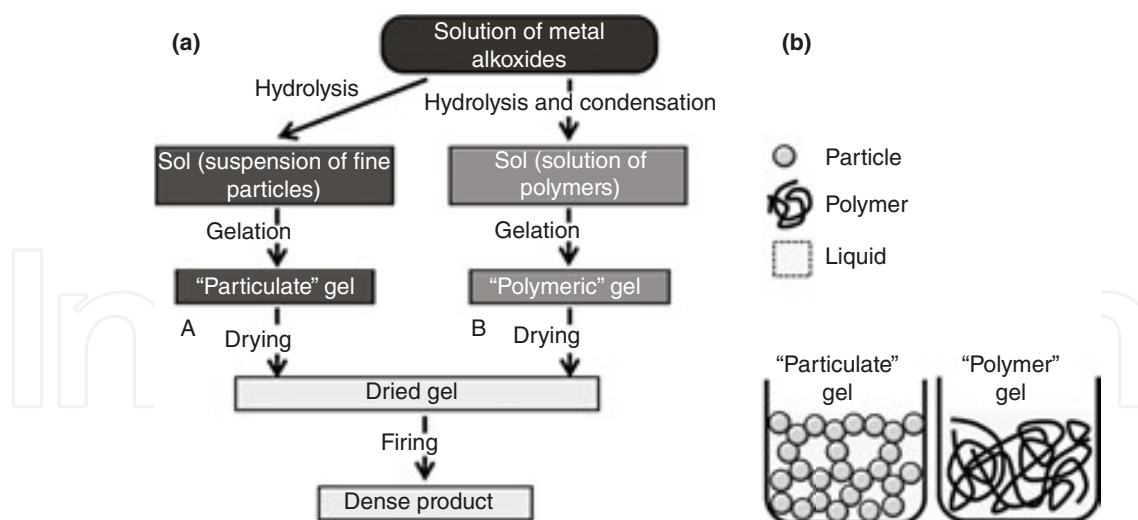 (a)
Solution of metal
alkoxides
Hydrolysis
Hydrolysis and condensation
Sol (suspension of fine
particles)
Sol (solution of
polymers)
Gelation
Gelation
“Particulate” gel
“Polymeric” gel
A
Drying
B
Drying
Dried gel
Firing
Dense product
(b)
Particle
Polymer
Liquid
“Particulate”
gel
“Polymer”
gel